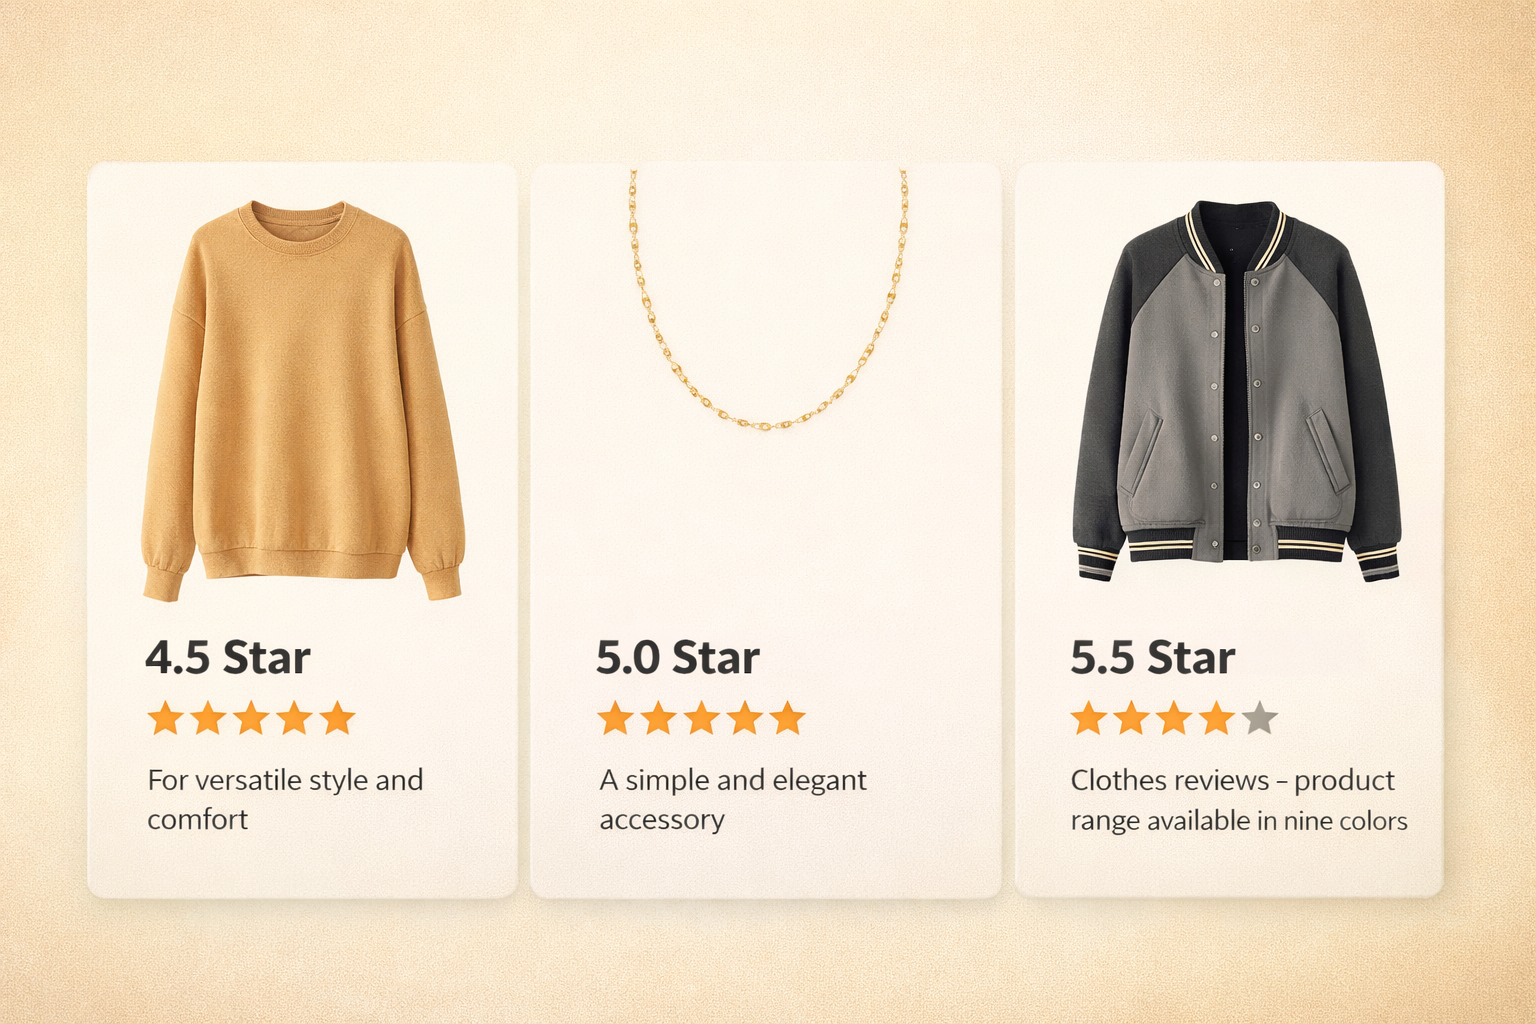 4.5 Star
For versatile style and
comfort
5.0 Star
A simple and elegant
accessory
5.5 Star
Clothes reviews – product
range available in nine colors